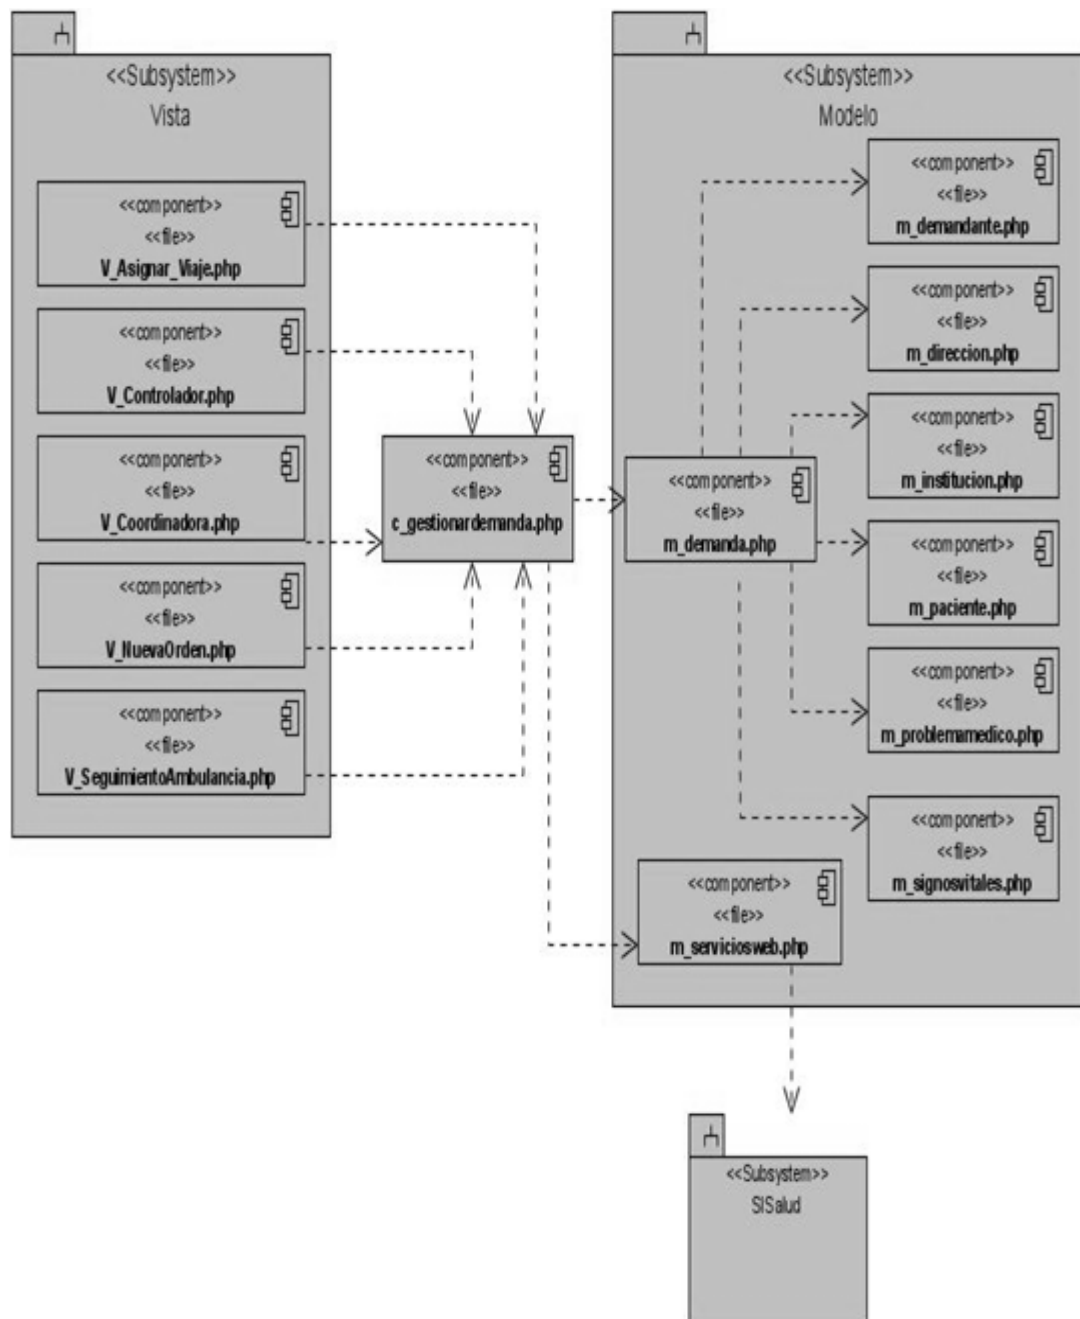 <<Subsystem>>
Vista
<<component>>
<<file>>
V_Asignar_Viaje.php
<<component>>
<<file>>
V_Controlador.php
<<component>>
<<file>>
V_Coordinadora.php
<<component>>
<<file>>
V_NuevaOrden.php
<<component>>
<<file>>
V_SeguimientoAmbulancia.php
<<component>>
<<file>>
c_gestionardemanda.php
<<Subsystem>>
Modelo
<<component>>
<<file>>
m_demandante.php
<<component>>
<<file>>
m_direccion.php
<<component>>
<<file>>
m_institucion.php
<<component>>
<<file>>
m_demanda.php
<<component>>
<<file>>
m_paciente.php
<<component>>
<<file>>
m_problemamedico.php
<<component>>
<<file>>
m_signosvitales.php
<<component>>
<<file>>
m_serviciosweb.php
<<Subsystem>>
SISalud